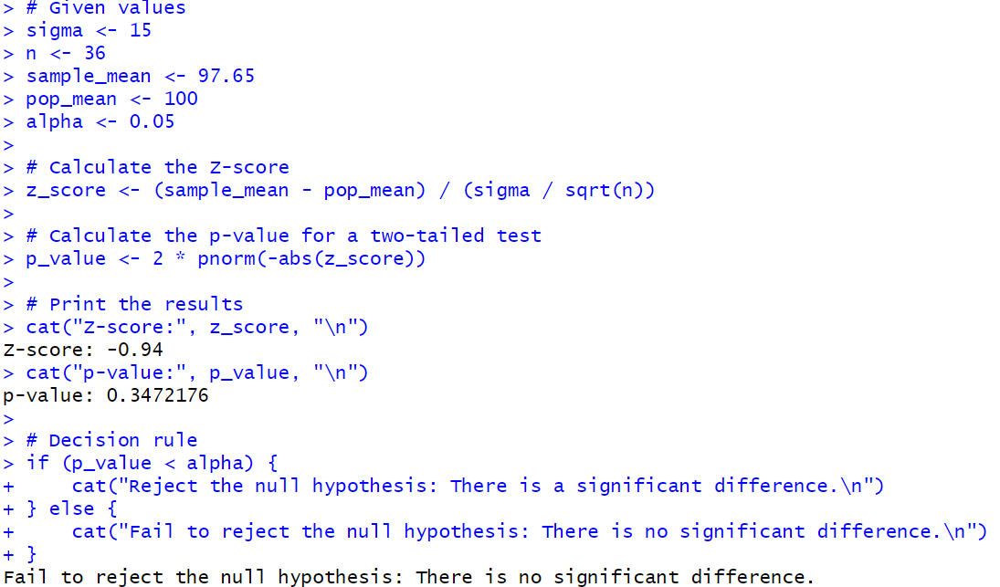 > # Given values
> sigma <- 15
> n <- 36
> sample_mean <- 97.65
> pop_mean <- 100
> alpha <- 0.05
>
> # Calculate the Z-score
> z_score <- (sample_mean - pop_mean) / (sigma / sqrt(n))
>
> # Calculate the p-value for a two-tailed test
> p_value <- 2 * pnorm(-abs(z_score))
>
> # Print the results
> cat("Z-score:", z_score, "\n")
Z-score: -0.94
> cat("p-value:", p_value, "\n")
p-value: 0.3472176
>
> # Decision rule
> if (p_value < alpha) {
+     cat("Reject the null hypothesis: There is a significant difference.\n")
+ } else {
+     cat("Fail to reject the null hypothesis: There is no significant difference.\n")
+ }
Fail to reject the null hypothesis: There is no significant difference.